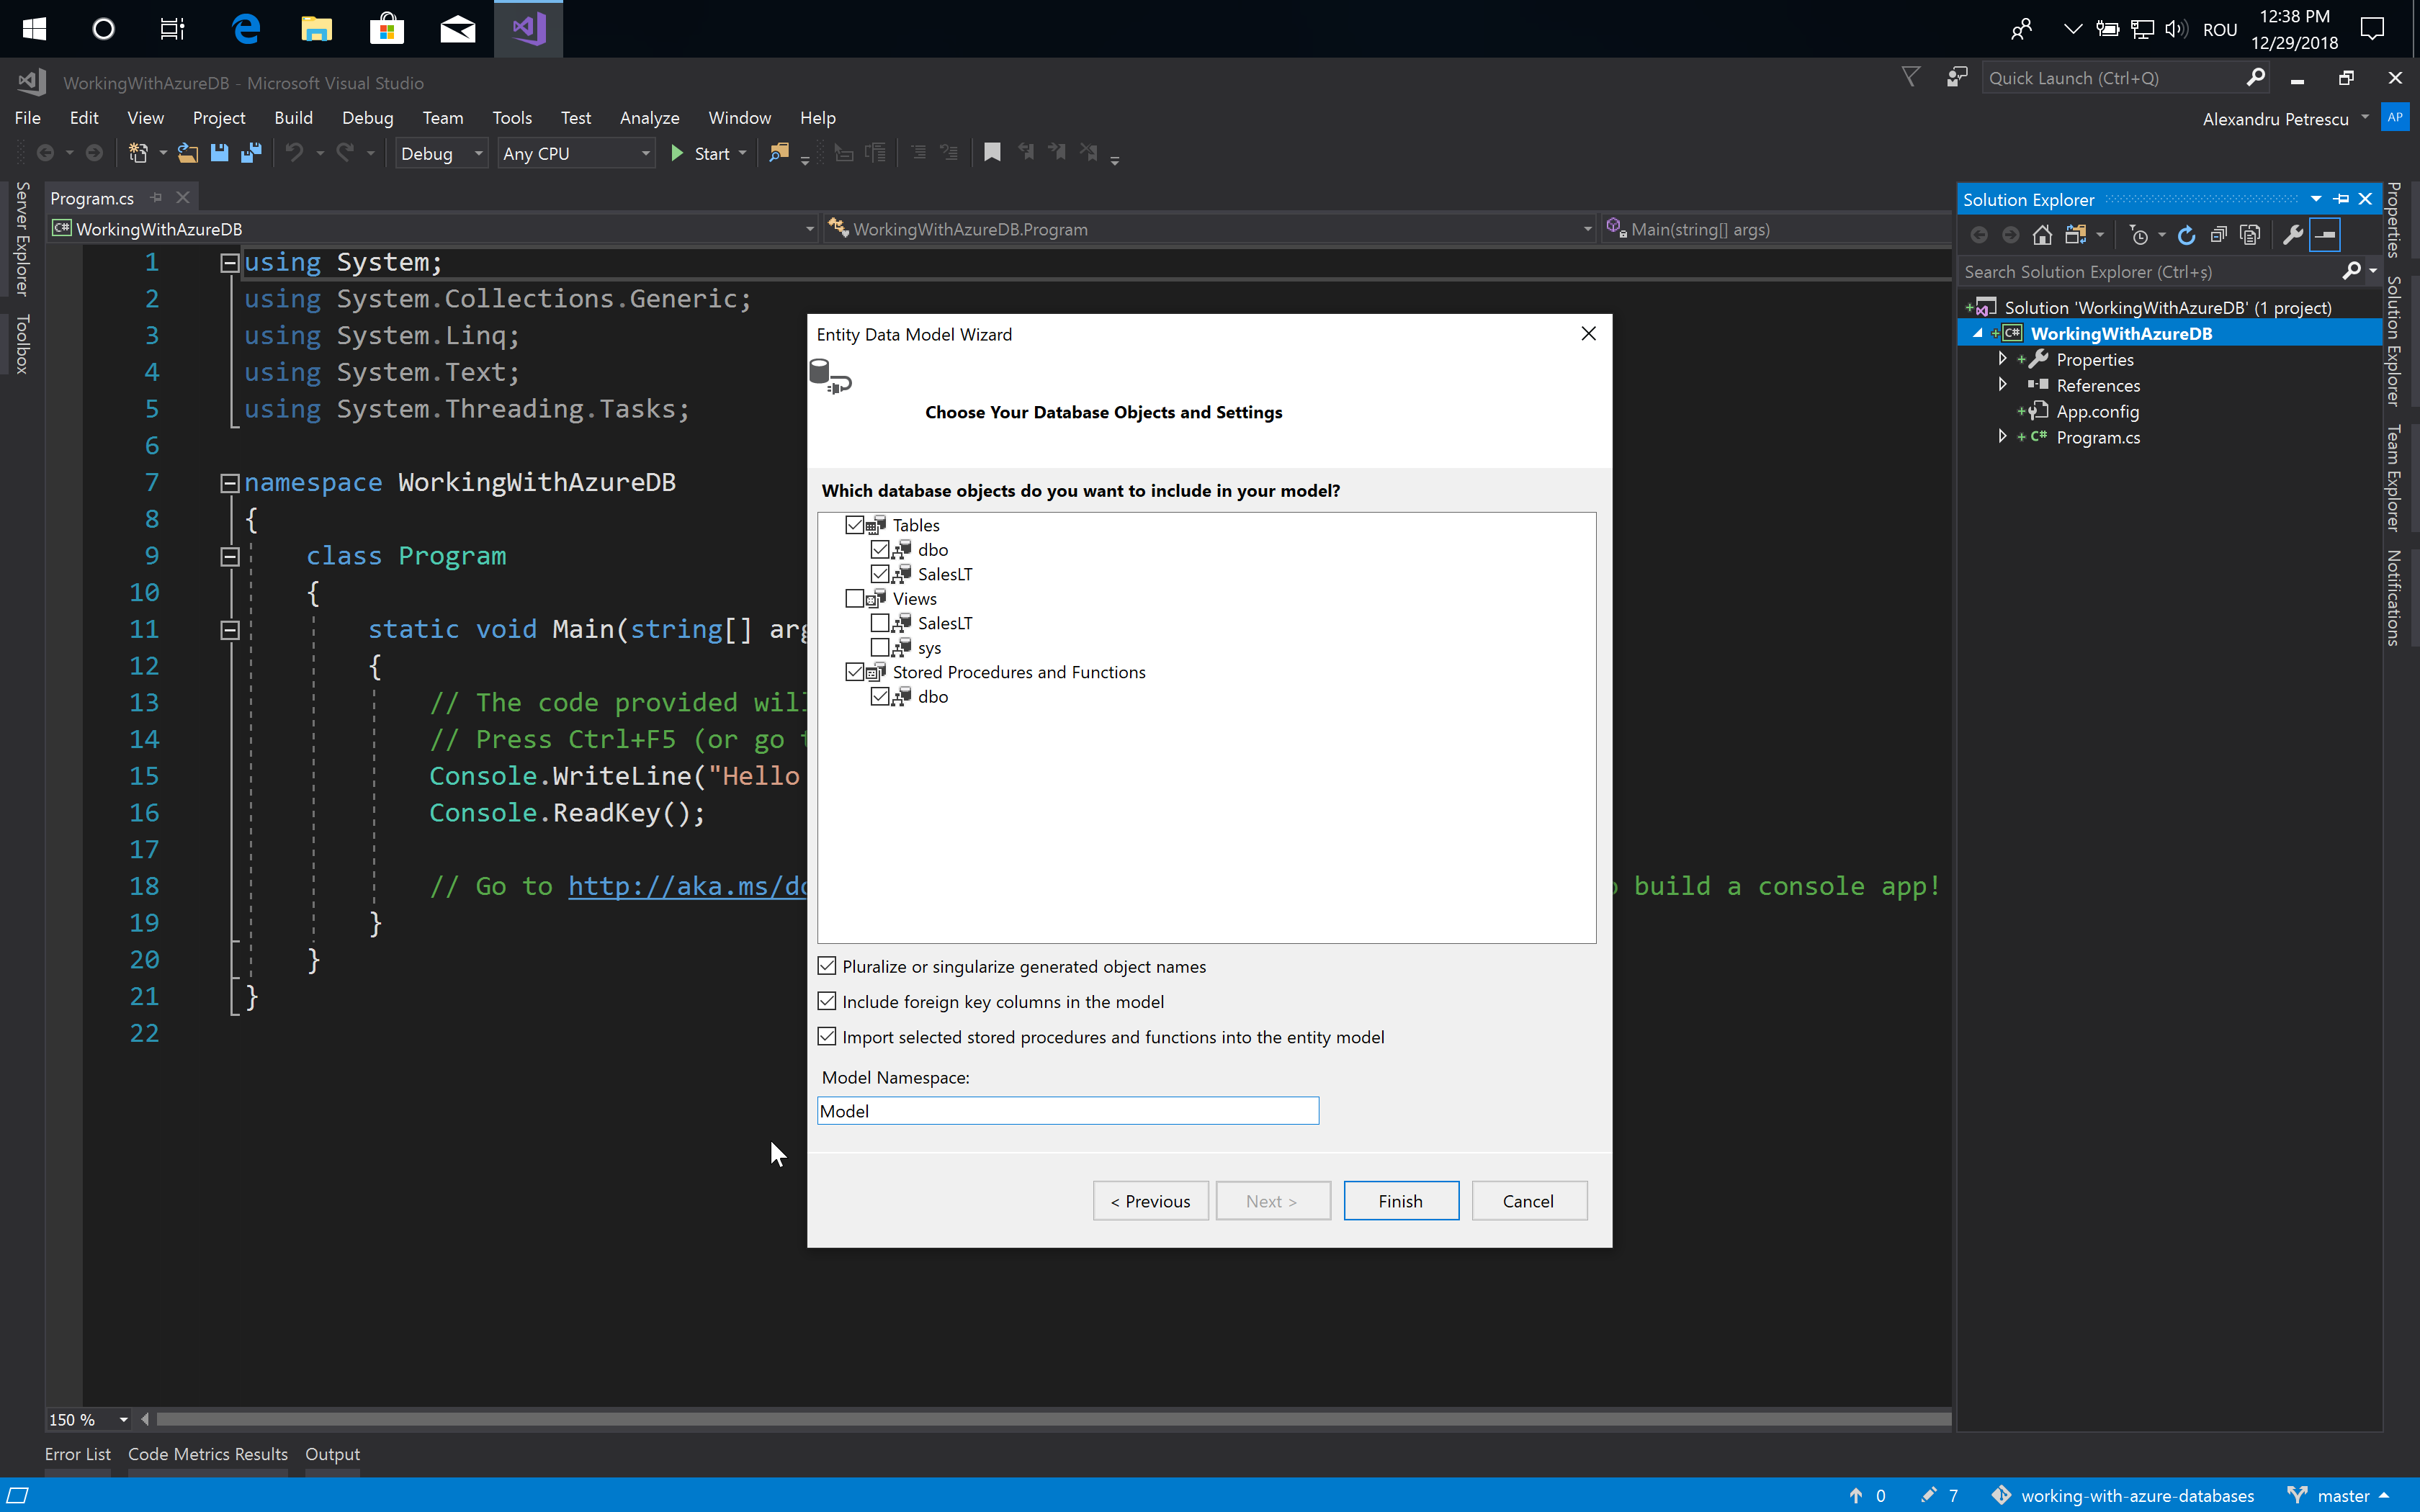 ROU
12:38 PM
12/29/2018
WorkingWithAzureDB - Microsoft Visual Studio
Quick Launch (Ctrl+Q)
File Edit View Project Build Debug Team Tools Test Analyze Window Help
Alexandru Petrescu AP
Debug Any CPU Start
Server Explorer
Toolbox
Program.cs
C# WorkingWithAzureDB WorkingWithAzureDB.Program Main(string[] args)
1 using System;
2 using System.Collections.Generic;
3 using System.Linq;
4 using System.Text;
5 using System.Threading.Tasks;
6
7 namespace WorkingWithAzureDB
8 {
9 class Program
10 {
11 static void Main(string[] arg
12 {
13 // The code provided will
14 // Press Ctrl+F5 (or go t
15 Console.WriteLine("Hello
16 Console.ReadKey();
17
18 // Go to http://aka.ms/do build a console app!
19 }
20 }
21 }
22
Entity Data Model Wizard
Choose Your Database Objects and Settings
Which database objects do you want to include in your model?
Tables
dbo
SalesLT
Views
SalesLT
sys
Stored Procedures and Functions
dbo
Pluralize or singularize generated object names
Include foreign key columns in the model
Import selected stored procedures and functions into the entity model
Model Namespace:
Model
< Previous Next > Finish Cancel
Solution Explorer
Search Solution Explorer (Ctrl+ș)
Solution 'WorkingWithAzureDB' (1 project)
C# WorkingWithAzureDB
Properties
References
App.config
C# Program.cs
Properties
Solution Explorer
Team Explorer
Notifications
150 %
Error List Code Metrics Results Output
0 7 working-with-azure-databases master